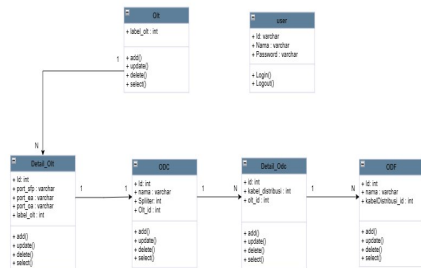 Olt
+ label_olt : int
+ add()
+ update()
+ delete()
+ select()
user
+ Id: varchar
+ Nama : varchar
+ Password : varchar
+ Login()
+ Logout()
1
N
Detail_Olt
+ Id: int
+ port_sfp : varchar
+ port_ea : varchar
+ port_oa : varchar
+ label_olt : int
+ add()
+ update()
+ delete()
+ select()
1
1
ODC
+ Id: int
+ nama : varchar
+ Spliiter: int
+ Olt_id : int
+ add()
+ update()
+ delete()
+ select()
1
N
Detail_Odc
+ id: int
+ kabel_distribusi : int
+ olt_id : int
+ add()
+ update()
+ delete()
+ select()
1
N
ODF
+ id: int
+ nama : varchar
+ kabelDistribusi_id : int
+ add()
+ update()
+ delete()
+ select()